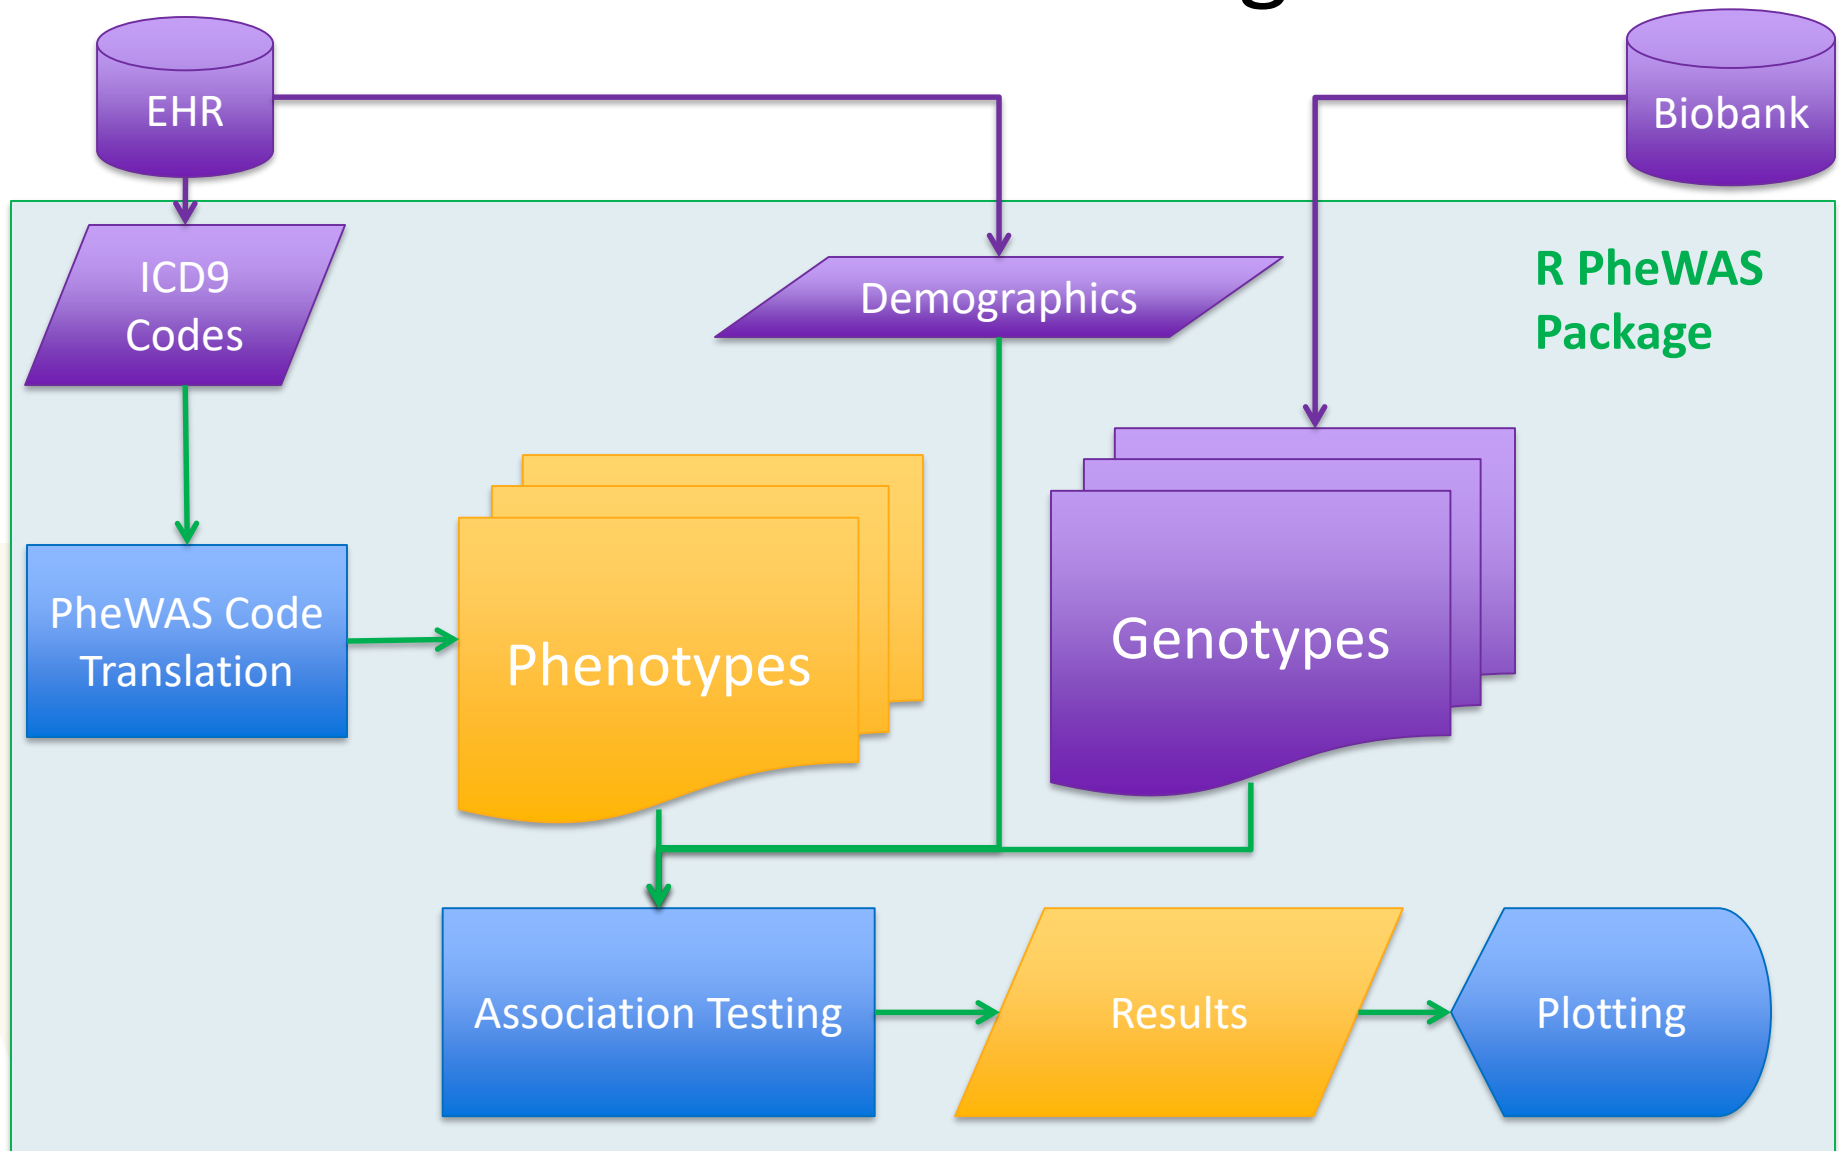 EHR
Biobank
ICD9
Codes
Demographics
R PheWAS
Package
PheWAS Code
Translation
Phenotypes
Genotypes
Association Testing
Results
Plotting